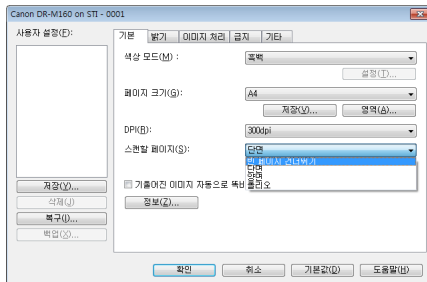 Canon DR-M160 on STI - 0001
사용자 설정(F):
기본 밝기 이미지 처리 급지 기타
색상 모드(M) :
흑백
설정(T)...
페이지 크기(G):
A4
저장(V)... 영역(A)...
DPI(R):
300dpi
스캔할 페이지(S):
단면
빈 페이지 건너뛰기
단면
양면
폴리오
기울어진 이미지 자동으로 똑바
정보(Z)...
저장(Y)...
삭제(J)
복구(I)...
백업(X)...
확인 취소 기본값(D) 도움말(H)